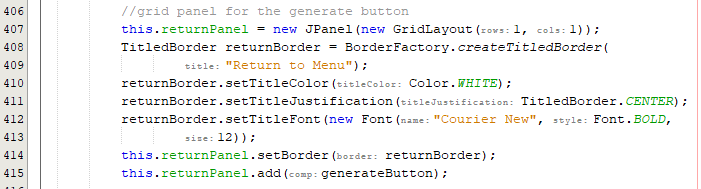 406 //grid panel for the generate button
407 this.returnPanel = new JPanel(new GridLayout(rows: 1, cols: 1));
408 TitledBorder returnBorder = BorderFactory.createTitledBorder(
409 title: "Return to Menu");
410 returnBorder.setTitleColor(titleColor: Color.WHITE);
411 returnBorder.setTitleJustification(titleJustification: TitledBorder.CENTER);
412 returnBorder.setTitleFont(new Font(name: "Courier New", style: Font.BOLD,
413 size: 12));
414 this.returnPanel.setBorder(border: returnBorder);
415 this.returnPanel.add(comp: generateButton);